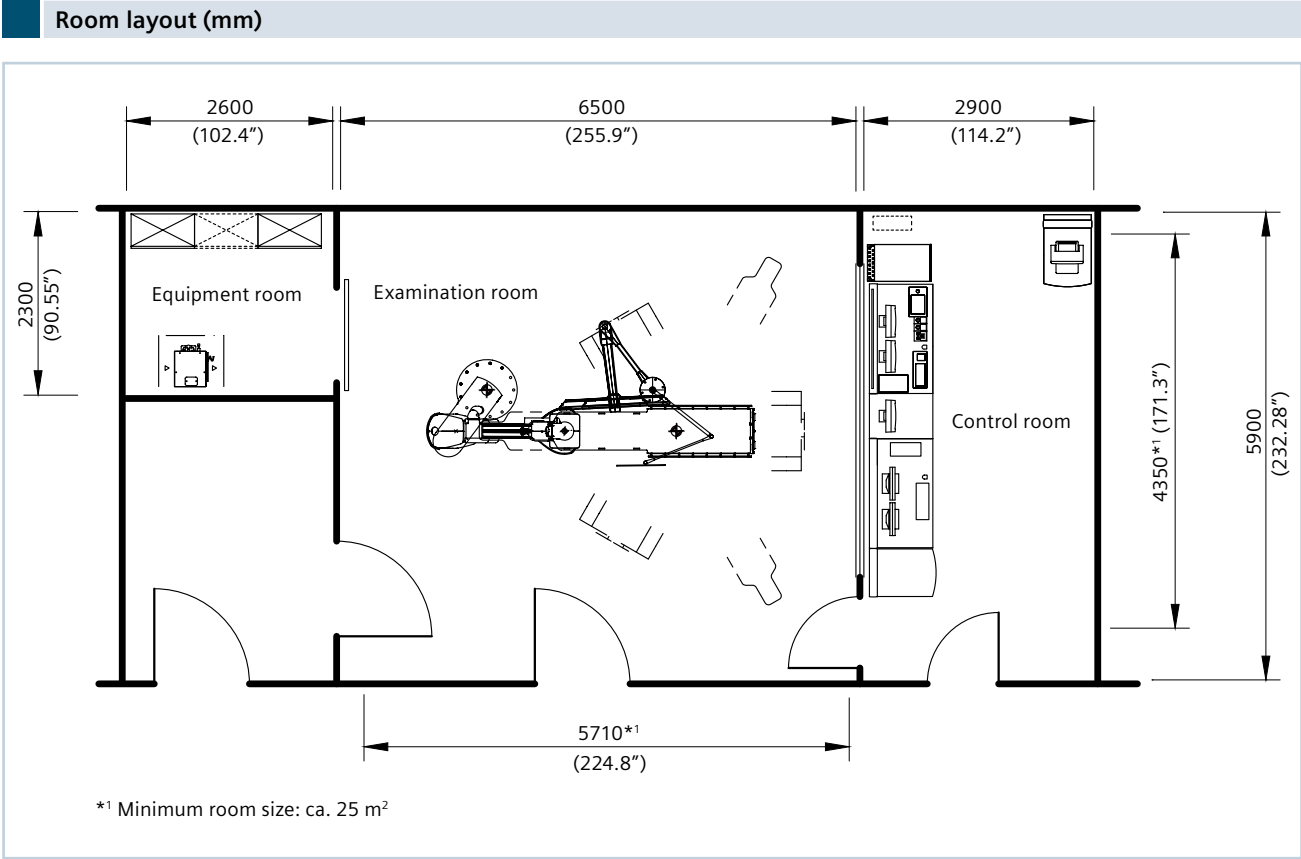 Room layout (mm)
2600
(102.4″)
6500
(255.9″)
2900
(114.2″)
2300
(90.55″)
Equipment room
Examination room
Control room
4350*¹ (171.3″)
5900
(232.28″)
5710*¹
(224.8″)
*¹ Minimum room size: ca. 25 m²